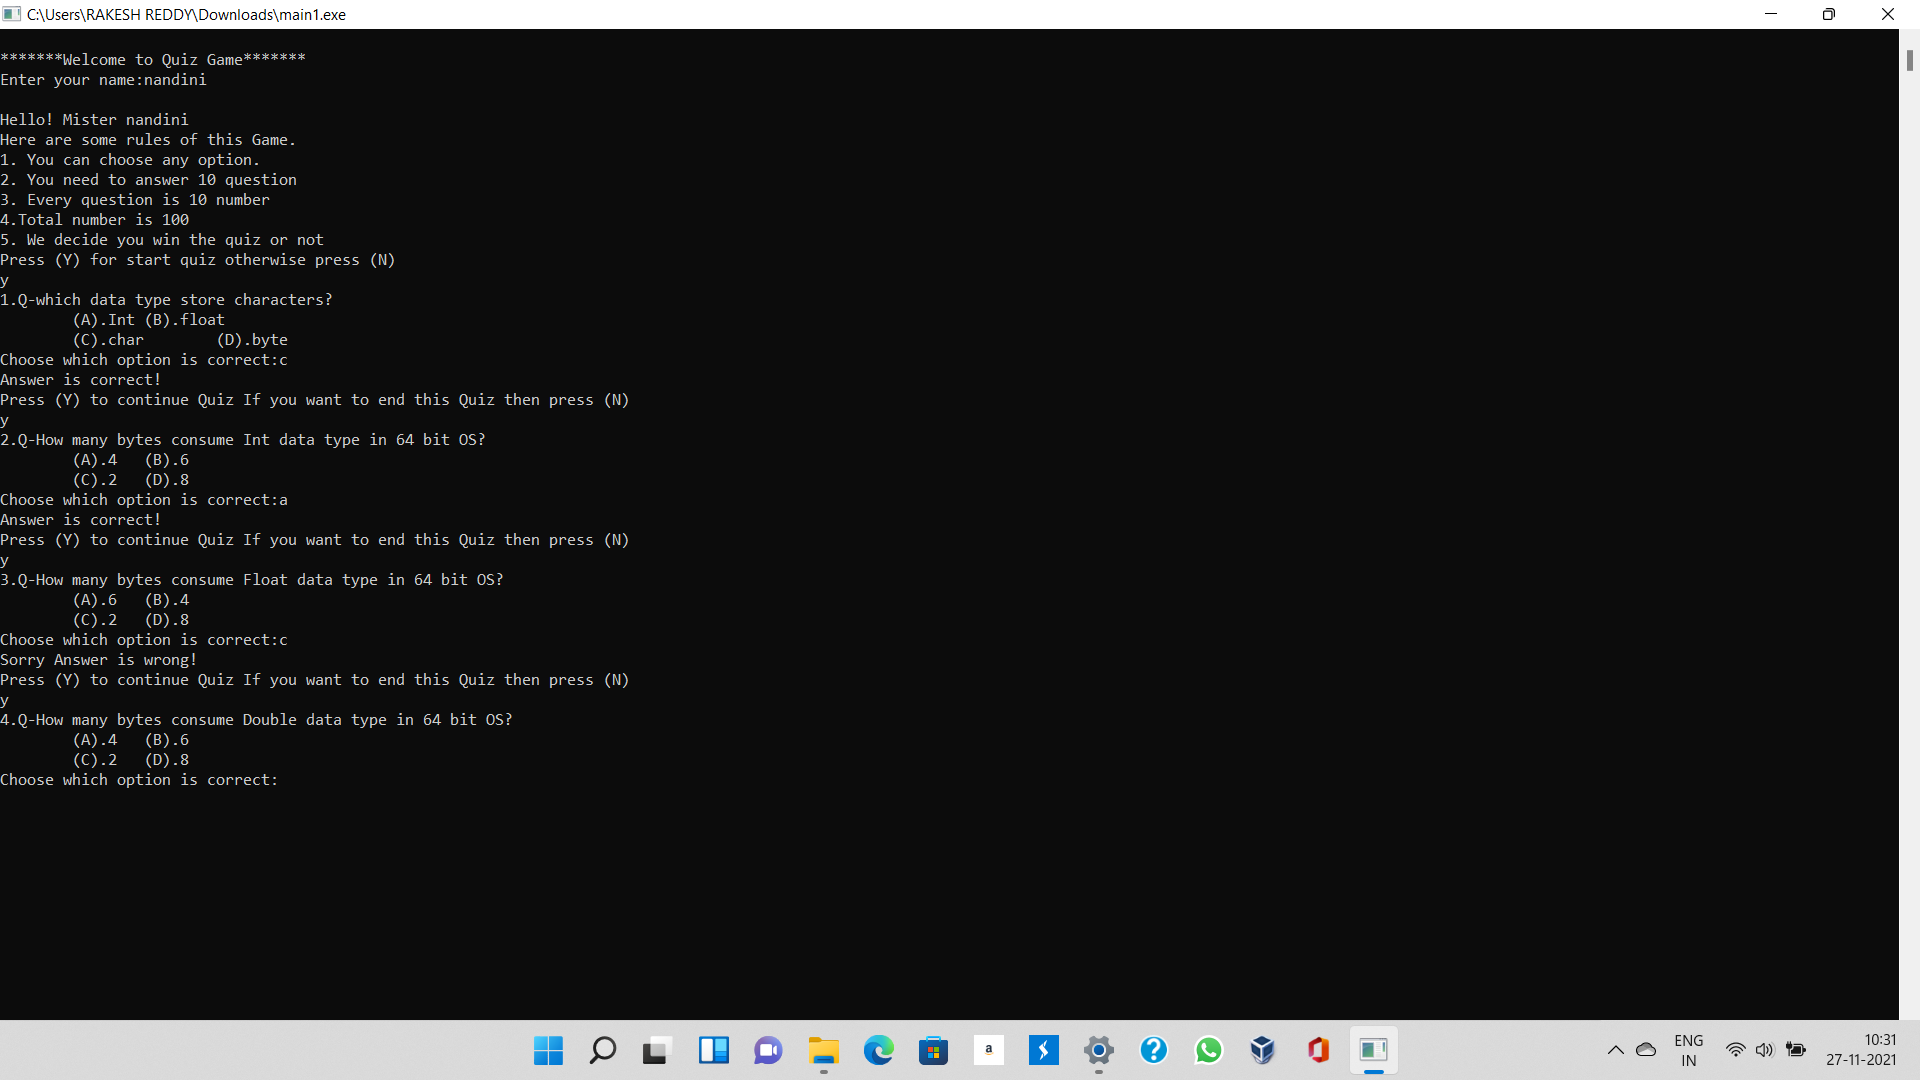 C:\Users\RAKESH REDDY\Downloads\main1.exe
*******Welcome to Quiz Game*******
Enter your name:nandini
Hello! Mister nandini
Here are some rules of this Game.
1. You can choose any option.
2. You need to answer 10 question
3. Every question is 10 number
4.Total number is 100
5. We decide you win the quiz or not
Press (Y) for start quiz otherwise press (N)
y
1.Q-which data type store characters?
(A).Int (B).float
(C).char (D).byte
Choose which option is correct:c
Answer is correct!
Press (Y) to continue Quiz If you want to end this Quiz then press (N)
y
2.Q-How many bytes consume Int data type in 64 bit OS?
(A).4 (B).6
(C).2 (D).8
Choose which option is correct:a
Answer is correct!
Press (Y) to continue Quiz If you want to end this Quiz then press (N)
y
3.Q-How many bytes consume Float data type in 64 bit OS?
(A).6 (B).4
(C).2 (D).8
Choose which option is correct:c
Sorry Answer is wrong!
Press (Y) to continue Quiz If you want to end this Quiz then press (N)
y
4.Q-How many bytes consume Double data type in 64 bit OS?
(A).4 (B).6
(C).2 (D).8
Choose which option is correct:
a
ENG
IN
10:31
27-11-2021